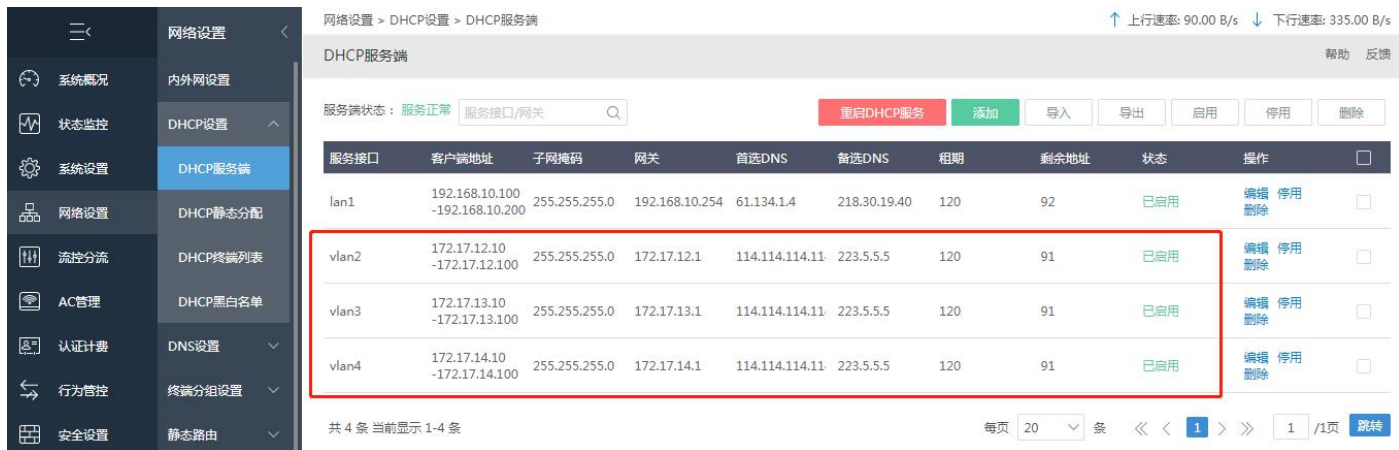 网络设置 > DHCP设置 > DHCP服务端
↑ 上行速率: 90.00 B/s ↓ 下行速率: 335.00 B/s
网络设置
系统概况
状态监控
系统设置
网络设置
流控分流
AC管理
认证计费
行为管控
安全设置
内外网设置
DHCP设置
DHCP服务端
DHCP静态分配
DHCP终端列表
DHCP黑白名单
DNS设置
终端分组设置
静态路由
DHCP服务端
帮助 反馈
服务端状态： 服务正常 服务接口/网关 重启DHCP服务 添加 导入 导出 启用 停用 删除
服务接口 客户端地址 子网掩码 网关 首选DNS 备选DNS 租期 剩余地址 状态 操作
lan1 192.168.10.100 255.255.255.0 192.168.10.254 61.134.1.4 218.30.19.40 120 92 已启用 编辑 停用
-192.168.10.200 删除
vlan2 172.17.12.10 255.255.255.0 172.17.12.1 114.114.114.11 223.5.5.5 120 91 已启用 编辑 停用
-172.17.12.100 删除
vlan3 172.17.13.10 255.255.255.0 172.17.13.1 114.114.114.11 223.5.5.5 120 91 已启用 编辑 停用
-172.17.13.100 删除
vlan4 172.17.14.10 255.255.255.0 172.17.14.1 114.114.114.11 223.5.5.5 120 91 已启用 编辑 停用
-172.17.14.100 删除
共 4 条 当前显示 1-4 条
每页 20 条 1 1 /1页 跳转